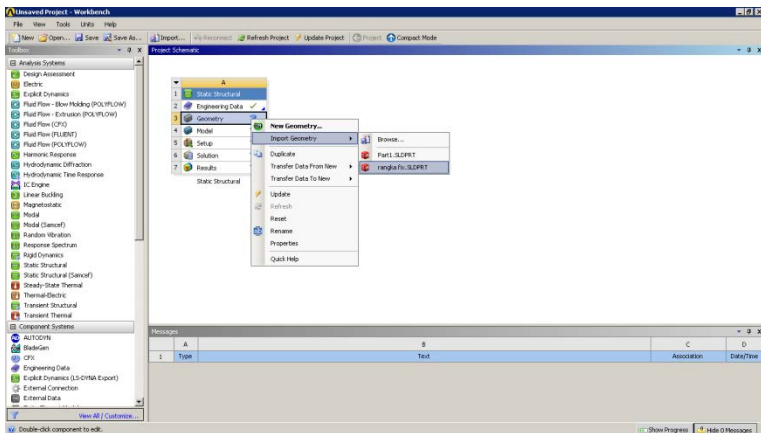 Unsaved Project - Workbench
File View Tools Units Help
New Open... Save Save As... Import... Reconnect Refresh Project Update Project Project Compact Mode
Toolbox
Project Schematic
Analysis Systems
Design Assessment
Electric
Explicit Dynamics
Fluid Flow - Blow Molding (POLYFLOW)
Fluid Flow - Extrusion (POLYFLOW)
Fluid Flow (CFX)
Fluid Flow (FLUENT)
Fluid Flow (POLYFLOW)
Harmonic Response
Hydrodynamic Diffraction
Hydrodynamic Time Response
IC Engine
Linear Buckling
Magnetostatic
Modal
Modal (Samcef)
Random Vibration
Response Spectrum
Rigid Dynamics
Static Structural
Static Structural (Samcef)
Steady-State Thermal
Thermal-Electric
Transient Structural
Transient Thermal
Component Systems
AUTODYN
BladeGen
CFX
Engineering Data
Explicit Dynamics (LS-DYNA Export)
External Connection
External Data
View All / Customize...
A
1 Static Structural
2 Engineering Data
3 Geometry
4 Model
5 Setup
6 Solution
7 Results
Static Structural
New Geometry...
Import Geometry
Duplicate
Transfer Data From New
Transfer Data To New
Update
Refresh
Reset
Rename
Properties
Quick Help
Browse...
Part1.SLDPRT
rangka fix.SLDPRT
Messages
A B C D
1 Type Text Association Date/Time
Double-click component to edit.
Show Progress Hide 0 Messages